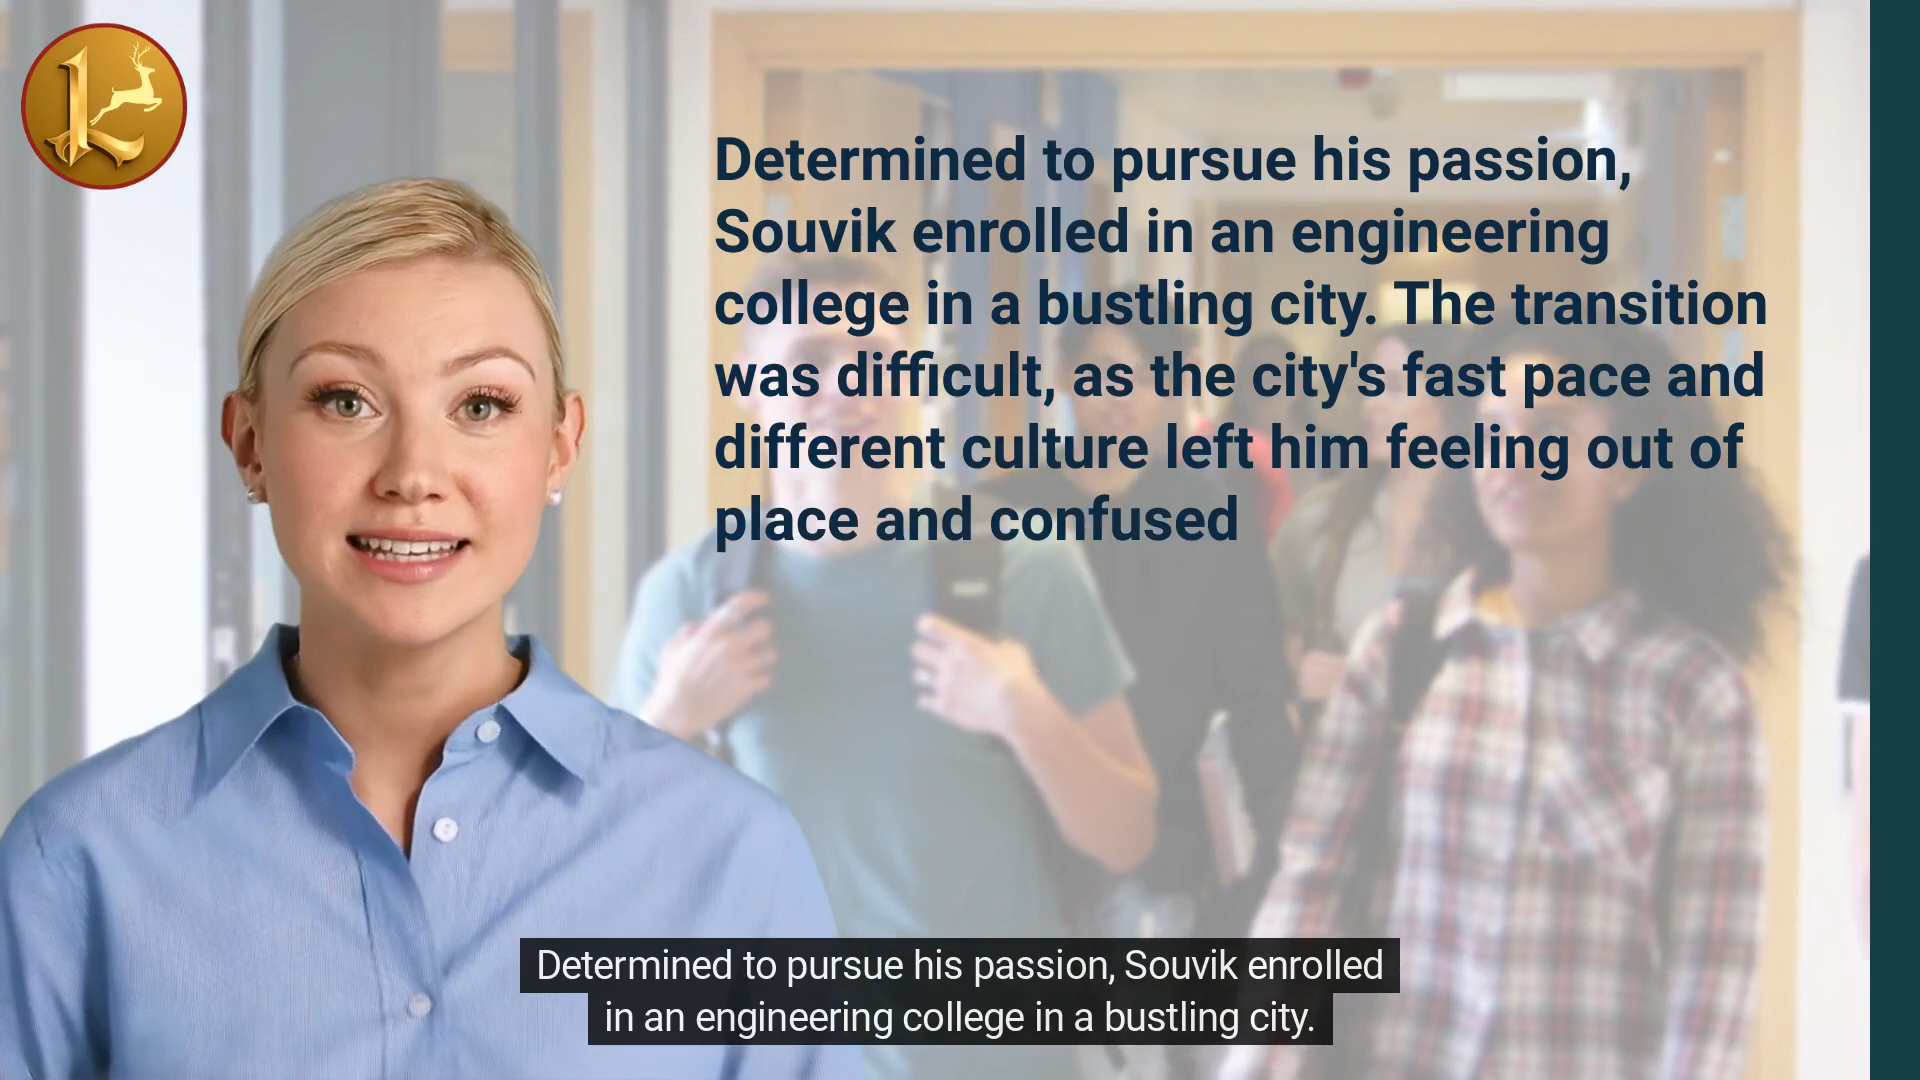 L
Determined to pursue his passion,
Souvik enrolled in an engineering
college in a bustling city. The transition
was difficult, as the city's fast pace and
different culture left him feeling out of
place and confused
Determined to pursue his passion, Souvik enrolled
in an engineering college in a bustling city.